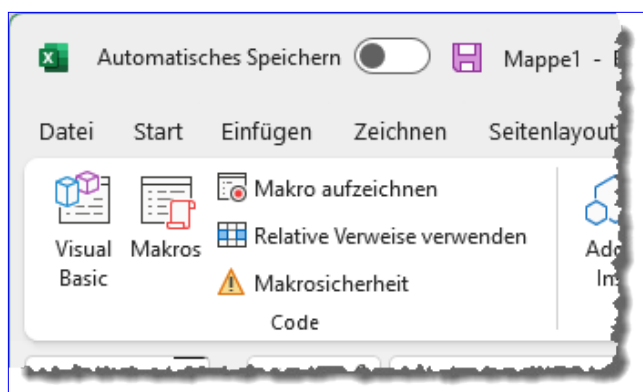 Automatisches Speichern Mappe1 -
Datei Start Einfügen Zeichnen Seitenlayout
Visual Basic
Makros
Makro aufzeichnen
Relative Verweise verwenden
Makrosicherheit
Code